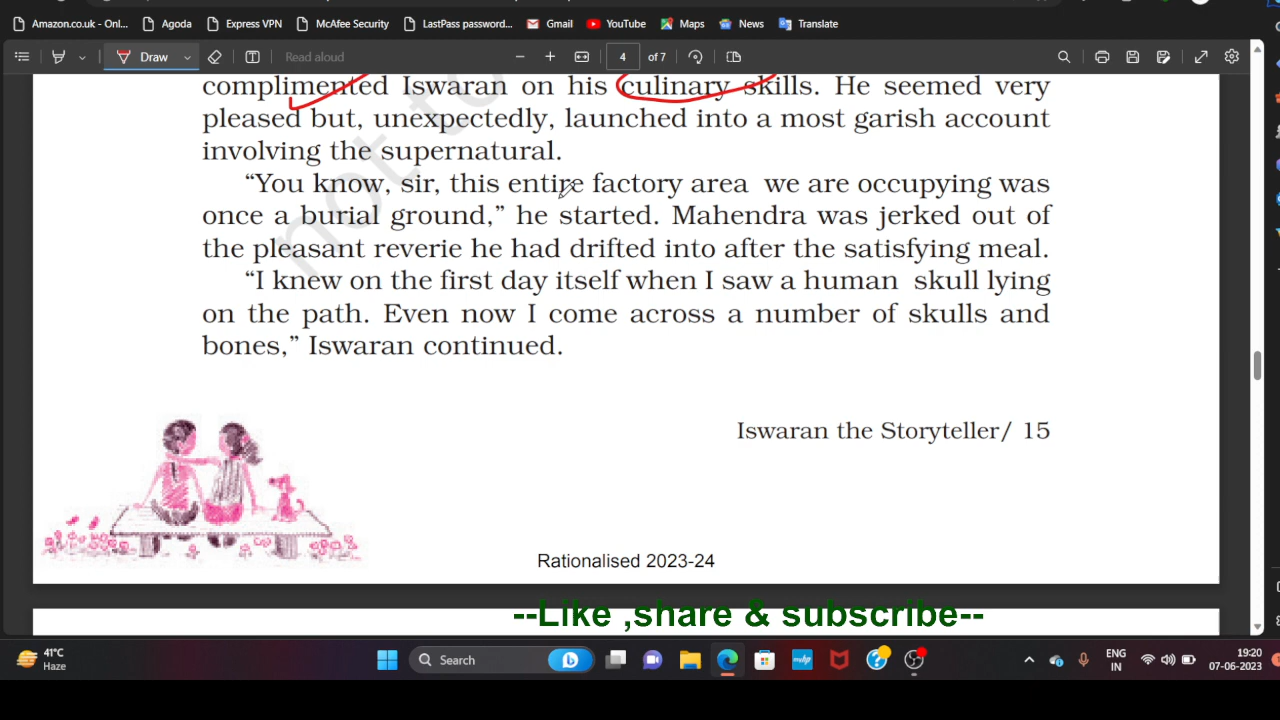 Amazon.co.uk - Onl... Agoda Express VPN McAfee Security LastPass password... Gmail YouTube Maps News Translate
Draw Read aloud 4 of 7
complimented Iswaran on his culinary skills. He seemed very
pleased but, unexpectedly, launched into a most garish account
involving the supernatural.
“You know, sir, this entire factory area we are occupying was
once a burial ground,” he started. Mahendra was jerked out of
the pleasant reverie he had drifted into after the satisfying meal.
“I knew on the first day itself when I saw a human skull lying
on the path. Even now I come across a number of skulls and
bones,” Iswaran continued.
not to
Iswaran the Storyteller/ 15
Rationalised 2023-24
--Like ,share & subscribe--
41°C
Haze
Search
ENG
IN
19:20
07-06-2023